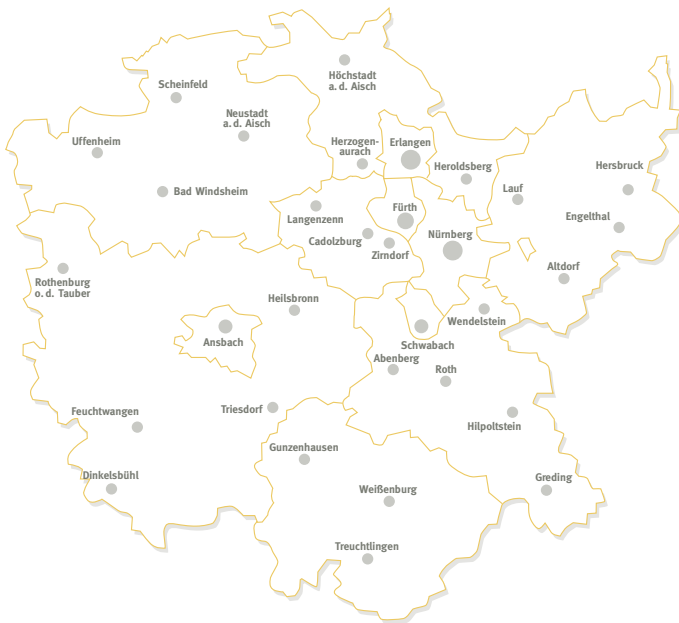 Höchstadt
a. d. Aisch
Scheinfeld
Neustadt
a. d. Aisch
Uffenheim
Herzogen-
aurach
Erlangen
Heroldsberg
Hersbruck
Bad Windsheim
Lauf
Langenzenn
Fürth
Engelthal
Cadolzburg
Nürnberg
Zirndorf
Altdorf
Rothenburg
o. d. Tauber
Heilsbronn
Wendelstein
Ansbach
Schwabach
Abenberg
Roth
Feuchtwangen
Triesdorf
Hilpoltstein
Gunzenhausen
Dinkelsbühl
Greding
Weißenburg
Treuchtlingen